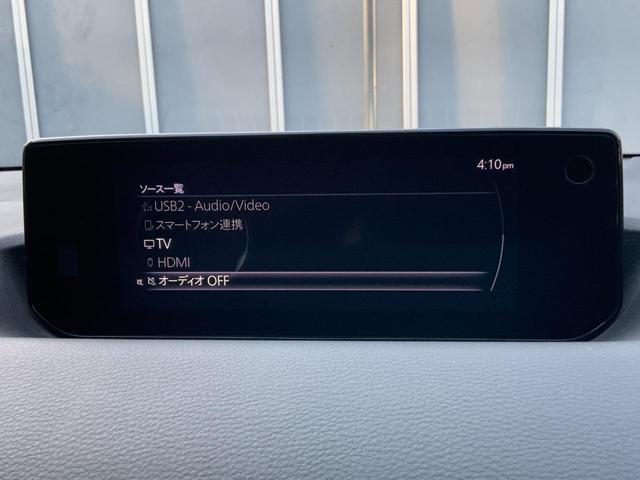 4:10pm
ソース一覧
USB2 - Audio/Video
スマートフォン連携
TV
HDMI
オーディオ OFF